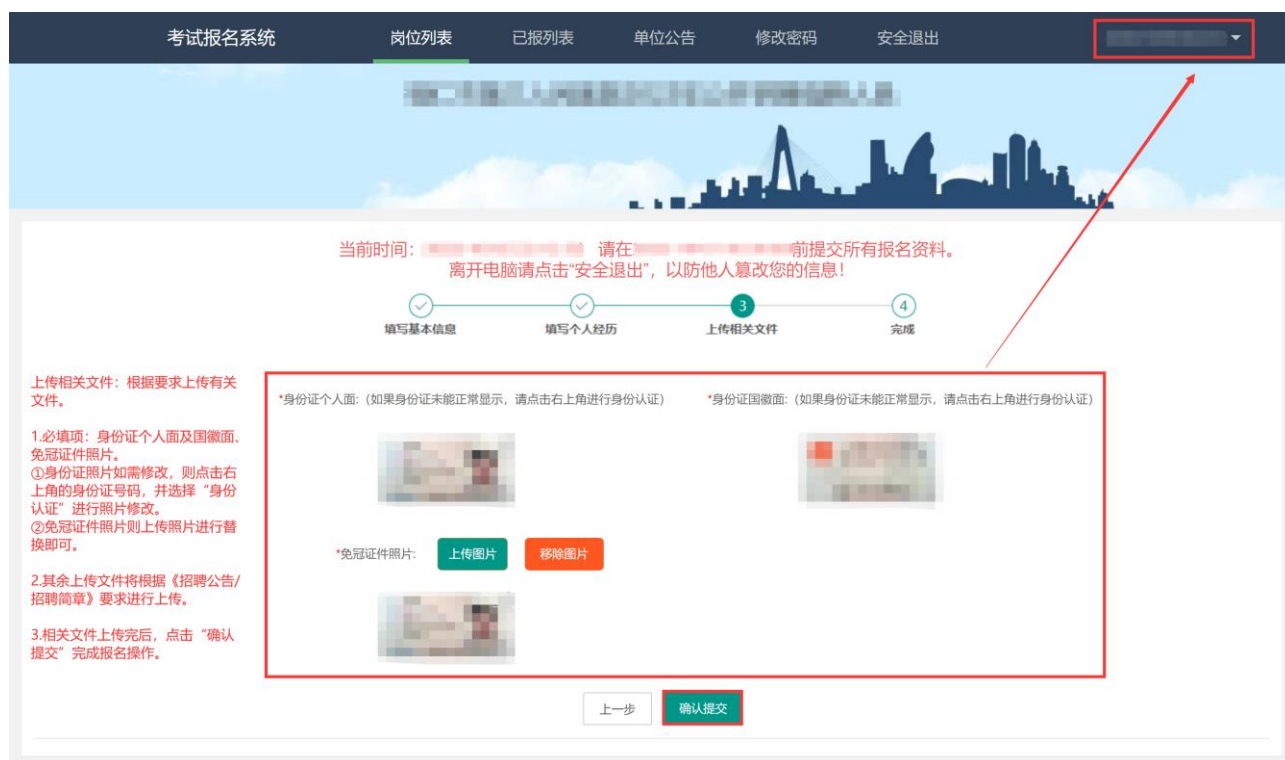 考试报名系统 岗位列表 已报列表 单位公告 修改密码 安全退出
当前时间： 请在 前提交所有报名资料。
离开电脑请点击“安全退出”，以防他人篡改您的信息！
3 4
填写基本信息 填写个人经历 上传相关文件 完成
上传相关文件：根据要求上传有关
文件。
1.必填项：身份证个人面及国徽面、
免冠证件照片。
①身份证照片如需修改，则点击右
上角的身份证号码，并选择“身份
认证”进行照片修改。
②免冠证件照片则上传照片进行替
换即可。
2.其余上传文件将根据《招聘公告/
招聘简章》要求进行上传。
3.相关文件上传完后，点击“确认
提交”完成报名操作。
*身份证个人面:（如果身份证未能正常显示，请点击右上角进行身份认证） *身份证国徽面:（如果身份证未能正常显示，请点击右上角进行身份认证）
*免冠证件照片: 上传图片 移除图片
上一步 确认提交